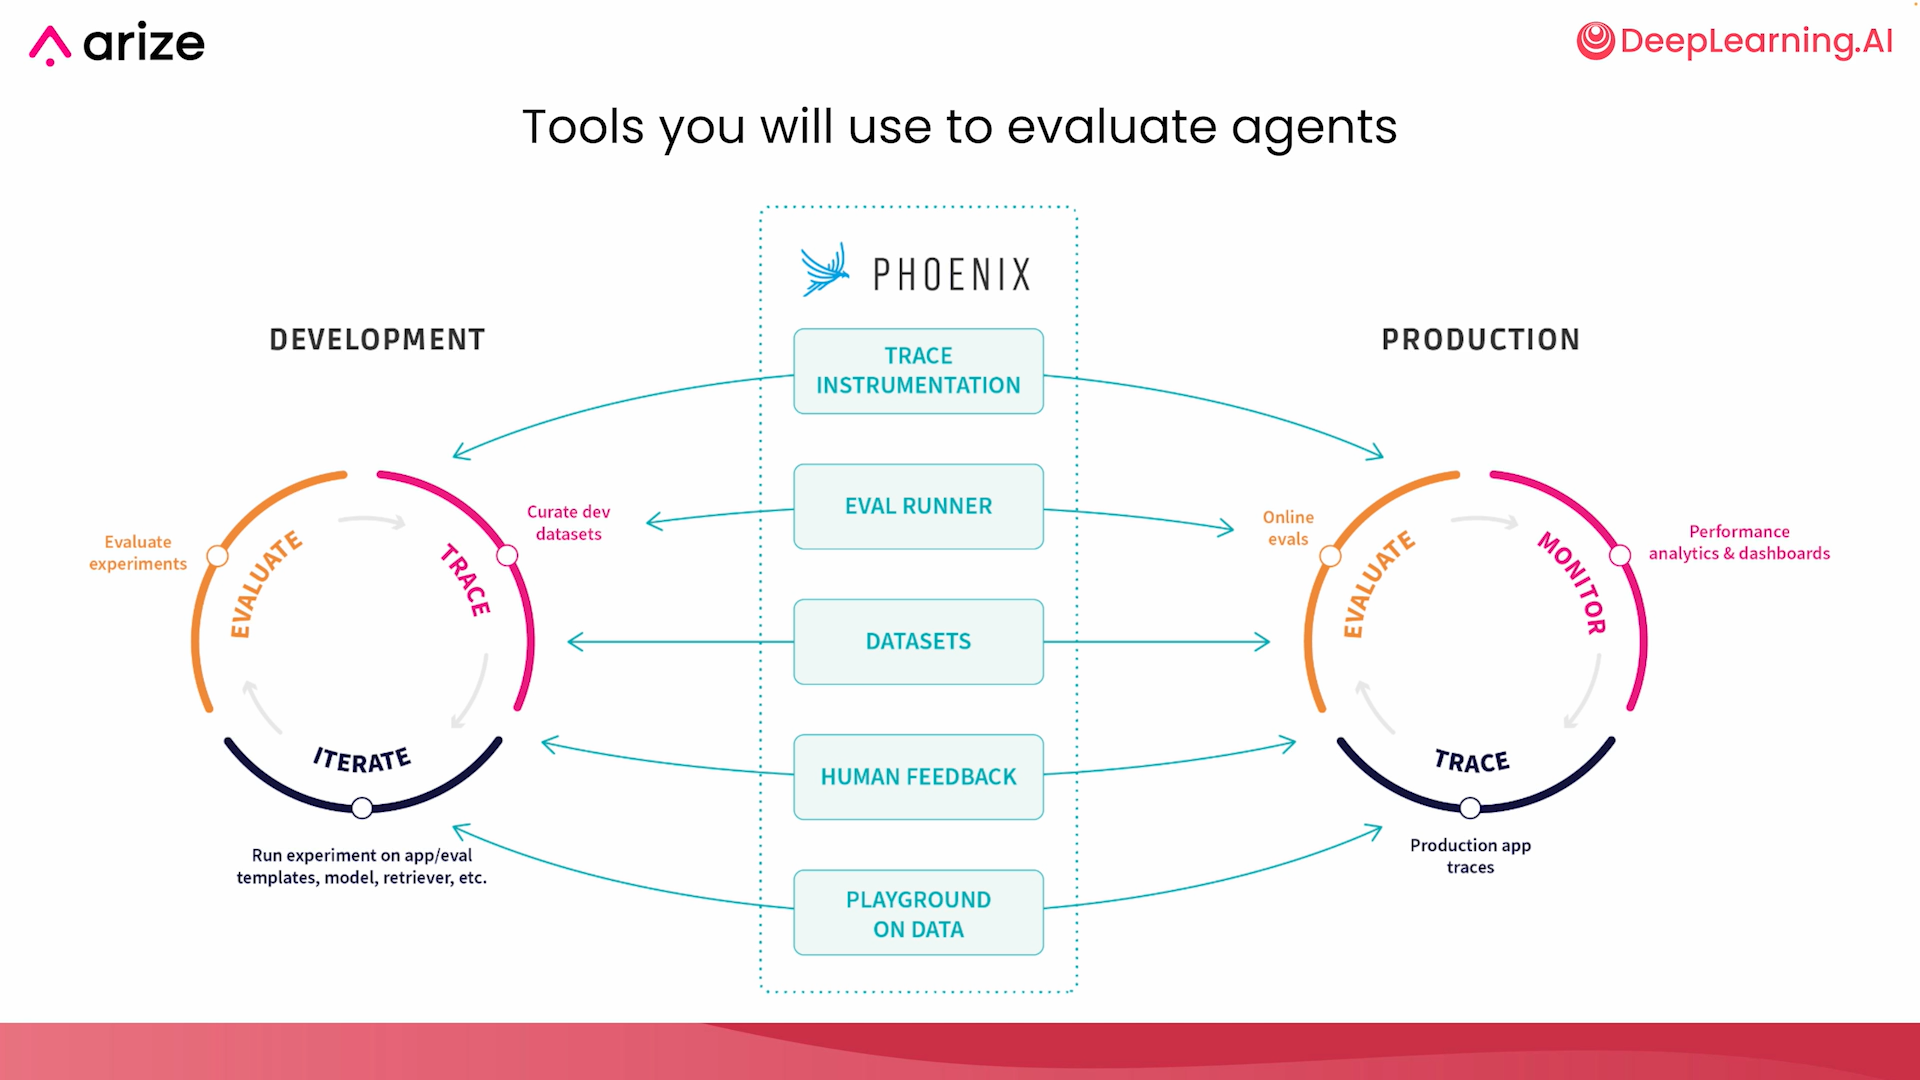 arize
DeepLearning.AI
Tools you will use to evaluate agents
PHOENIX
DEVELOPMENT
PRODUCTION
TRACE
INSTRUMENTATION
EVAL RUNNER
DATASETS
HUMAN FEEDBACK
PLAYGROUND
ON DATA
Evaluate
experiments
EVALUATE
TRACE
Curate dev
datasets
ITERATE
Run experiment on app/eval
templates, model, retriever, etc.
Online
evals
EVALUATE
MONITOR
Performance
analytics & dashboards
TRACE
Production app
traces